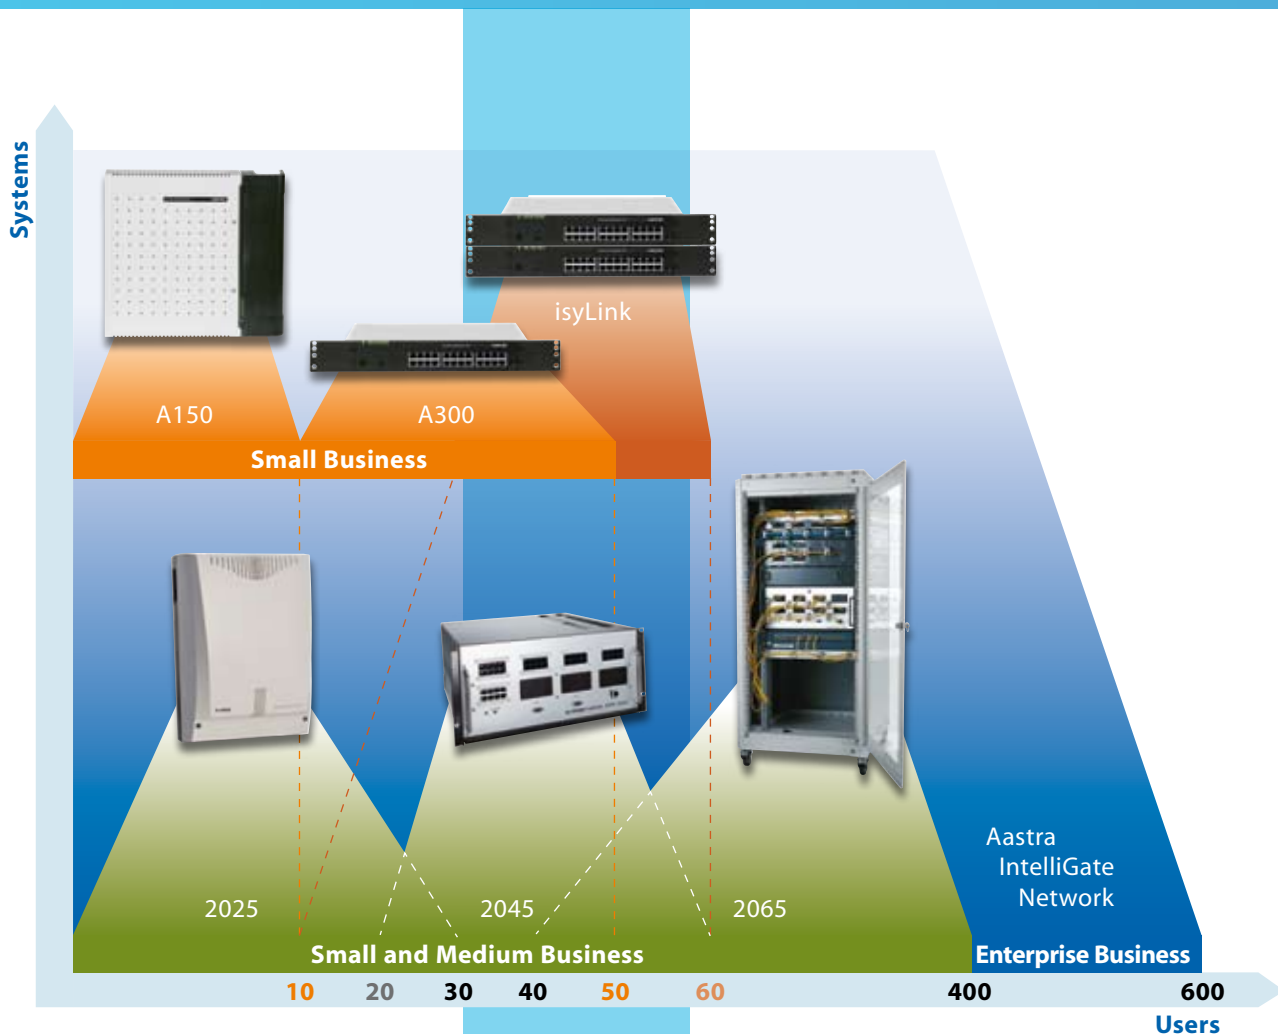 Systems
isyLink
A150
A300
Small Business
2025
2045
2065
Aastra
IntelliGate
Network
Small and Medium Business
Enterprise Business
10 20 30 40 50 60 400 600
Users